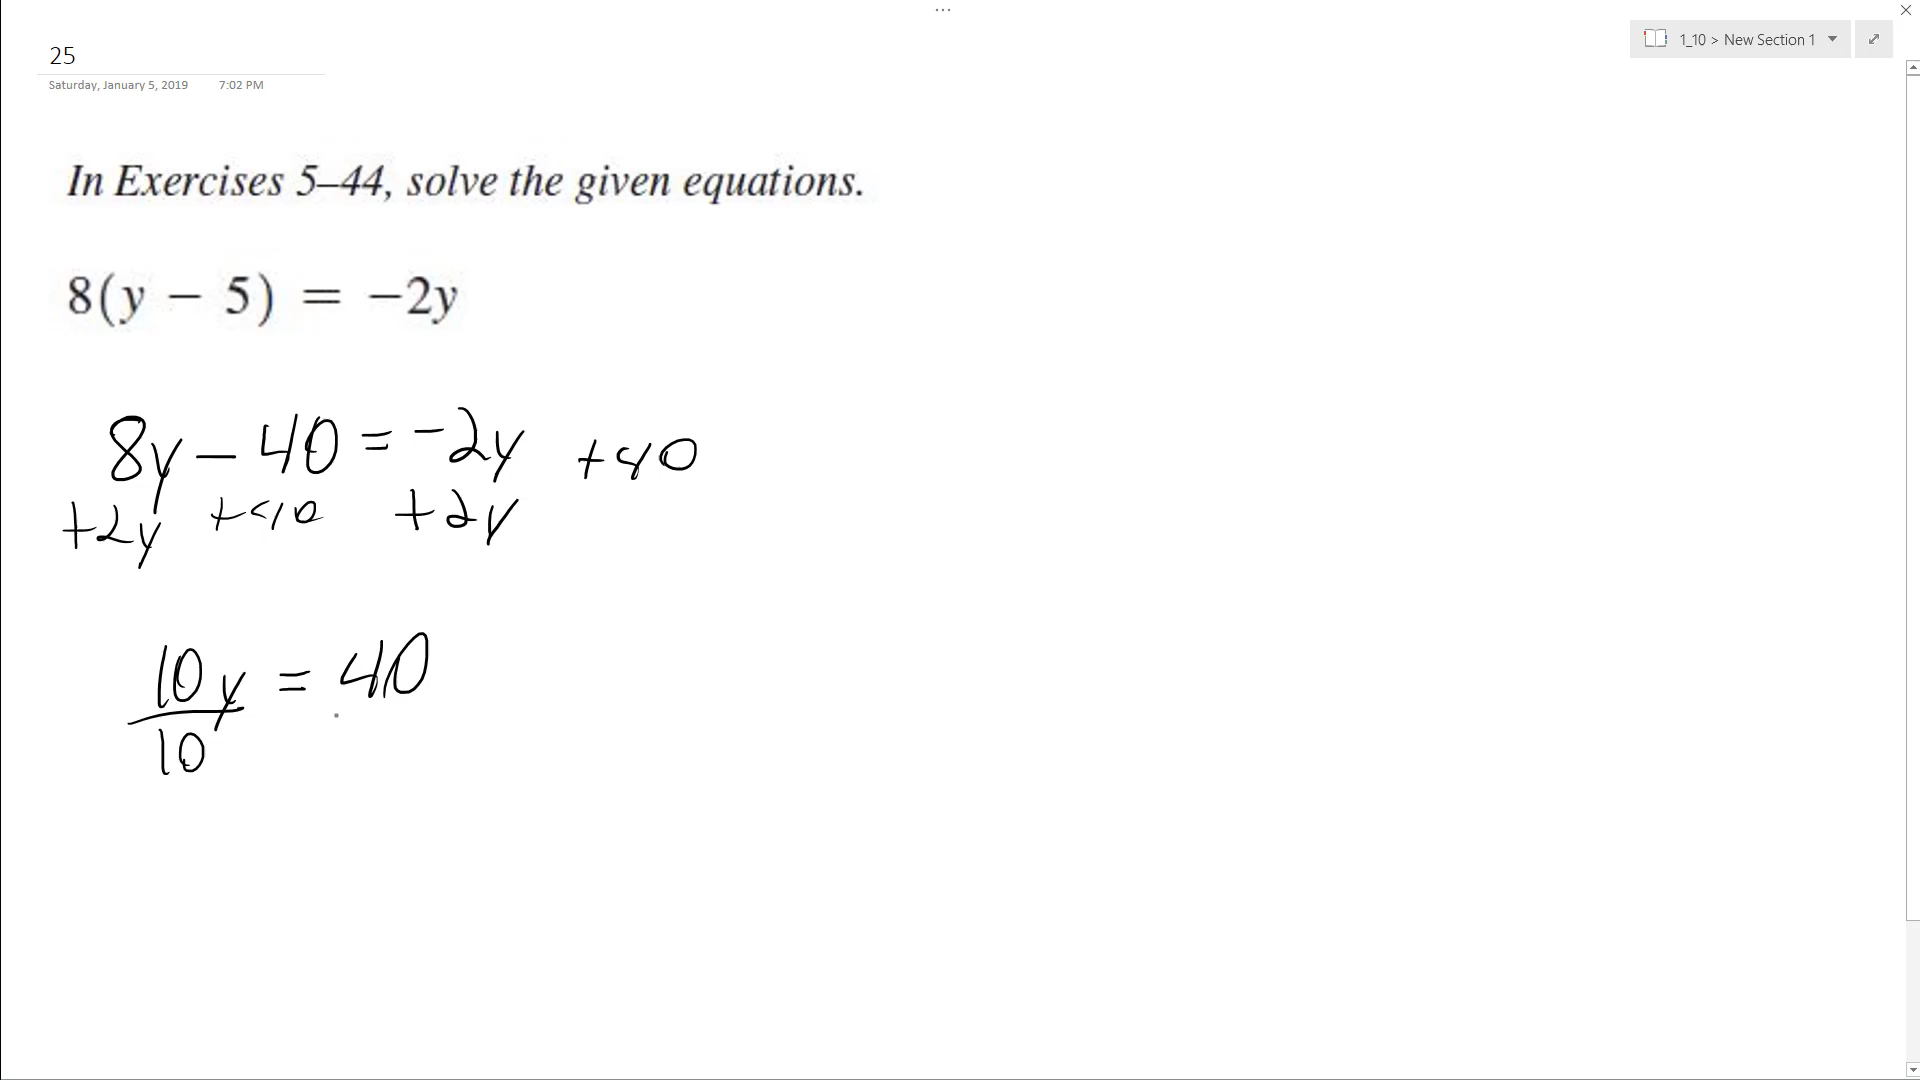 ...
25
1_10 > New Section 1
Saturday, January 5, 2019 7:02 PM
In Exercises 5–44, solve the given equations.
8(y − 5) = −2y
8y − 40 = −2y +40
+2y +40 +2y
10y = 40
10